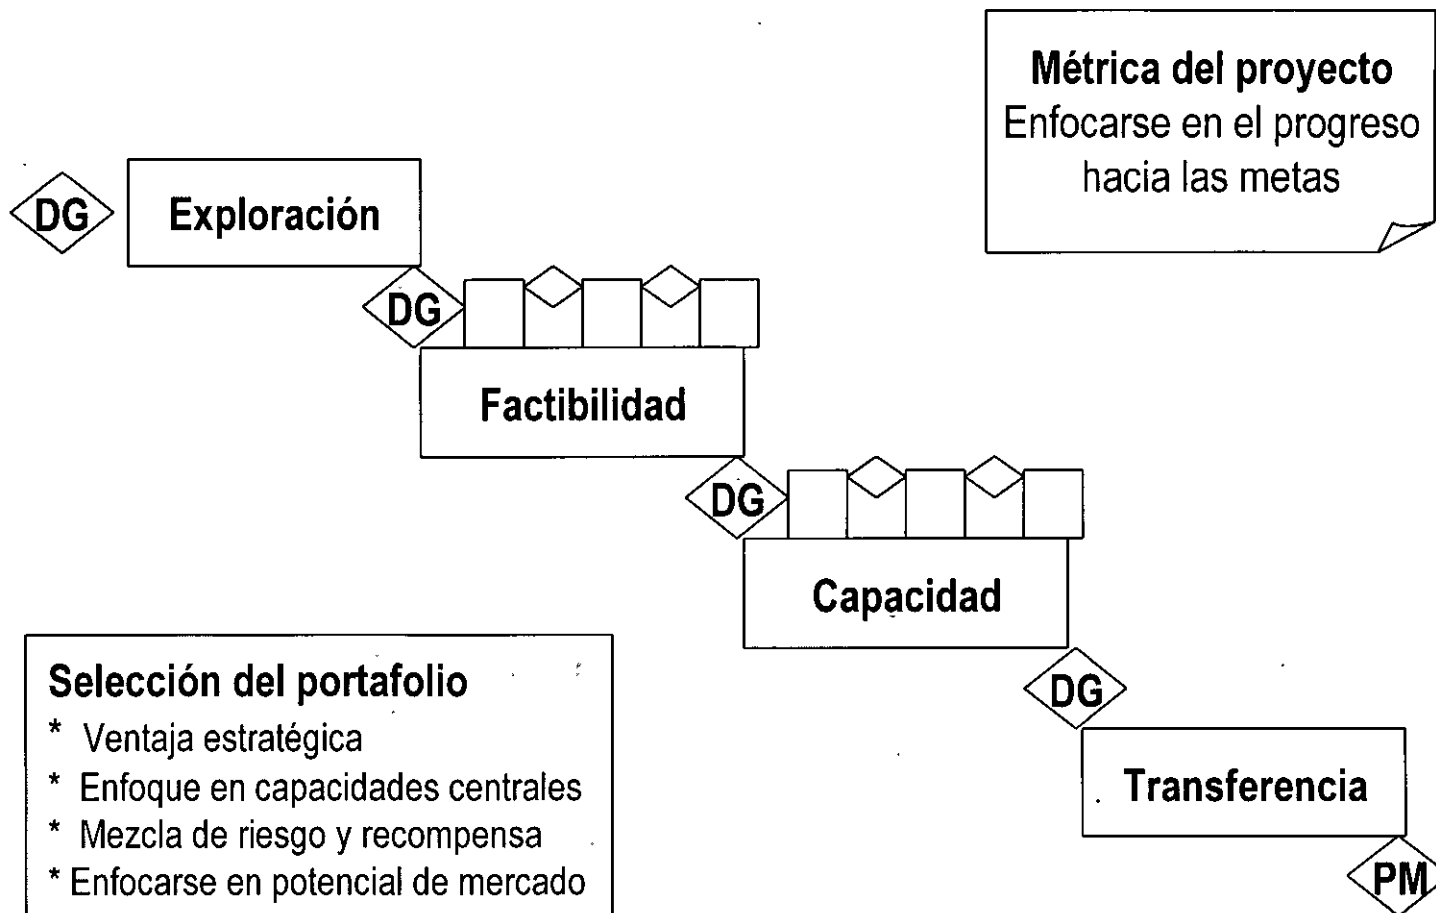 Métrica del proyecto
Enfocarse en el progreso
hacia las metas
DG
Exploración
DG
Factibilidad
DG
Capacidad
DG
Transferencia
PM
Selección del portafolio
* Ventaja estratégica
* Enfoque en capacidades centrales
* Mezcla de riesgo y recompensa
* Enfocarse en potencial de mercado